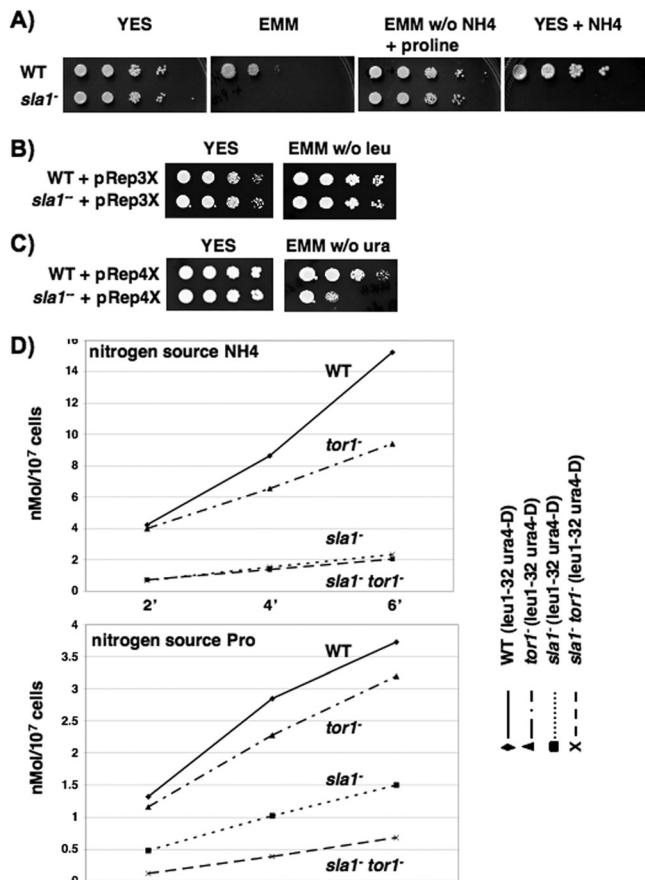 A)
YES
EMM
EMM w/o NH4
+ proline
YES + NH4
WT
sla1-
B)
YES
EMM w/o leu
WT + pRep3X
sla1– + pRep3X
C)
YES
EMM w/o ura
WT + pRep4X
sla1– + pRep4X
D)
nitrogen source NH4
nMol/10⁷ cells
16
14
12
10
8
6
4
2
0
WT
tor1-
sla1-
sla1- tor1-
2' 4' 6'
nitrogen source Pro
nMol/10⁷ cells
4
3.5
3
2.5
2
1.5
1
0.5
0
WT
tor1-
sla1-
sla1- tor1-
WT (leu1-32 ura4-D)
tor1- (leu1-32 ura4-D)
sla1- (leu1-32 ura4-D)
sla1- tor1- (leu1-32 ura4-D)